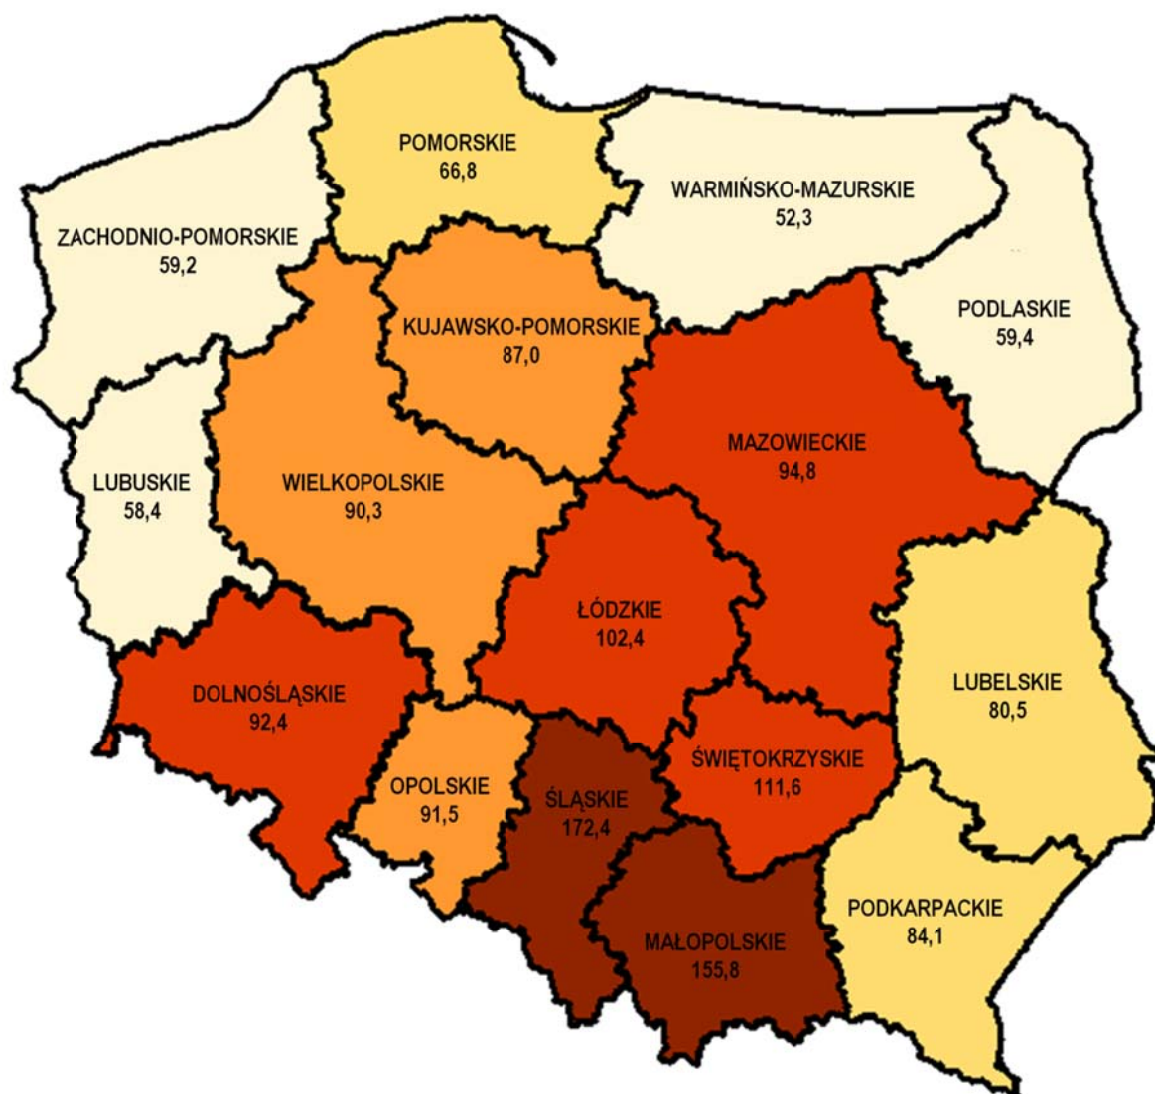 POMORSKIE
66,8
WARMIŃSKO-MAZURSKIE
52,3
ZACHODNIO-POMORSKIE
59,2
PODLASKIE
59,4
KUJAWSKO-POMORSKIE
87,0
MAZOWIECKIE
94,8
LUBUSKIE
58,4
WIELKOPOLSKIE
90,3
ŁÓDZKIE
102,4
LUBELSKIE
80,5
DOLNOŚLĄSKIE
92,4
ŚWIĘTOKRZYSKIE
111,6
OPOLSKIE
91,5
ŚLĄSKIE
172,4
PODKARPACKIE
84,1
MAŁOPOLSKIE
155,8